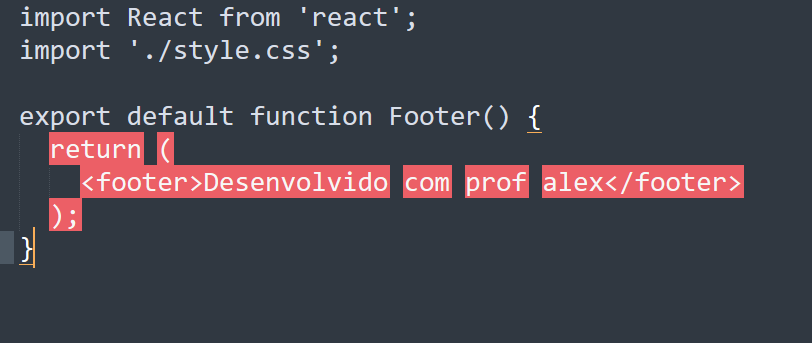 import React from 'react';
import './style.css';
export default function Footer() {
return (
<footer>Desenvolvido com prof alex</footer>
);
}